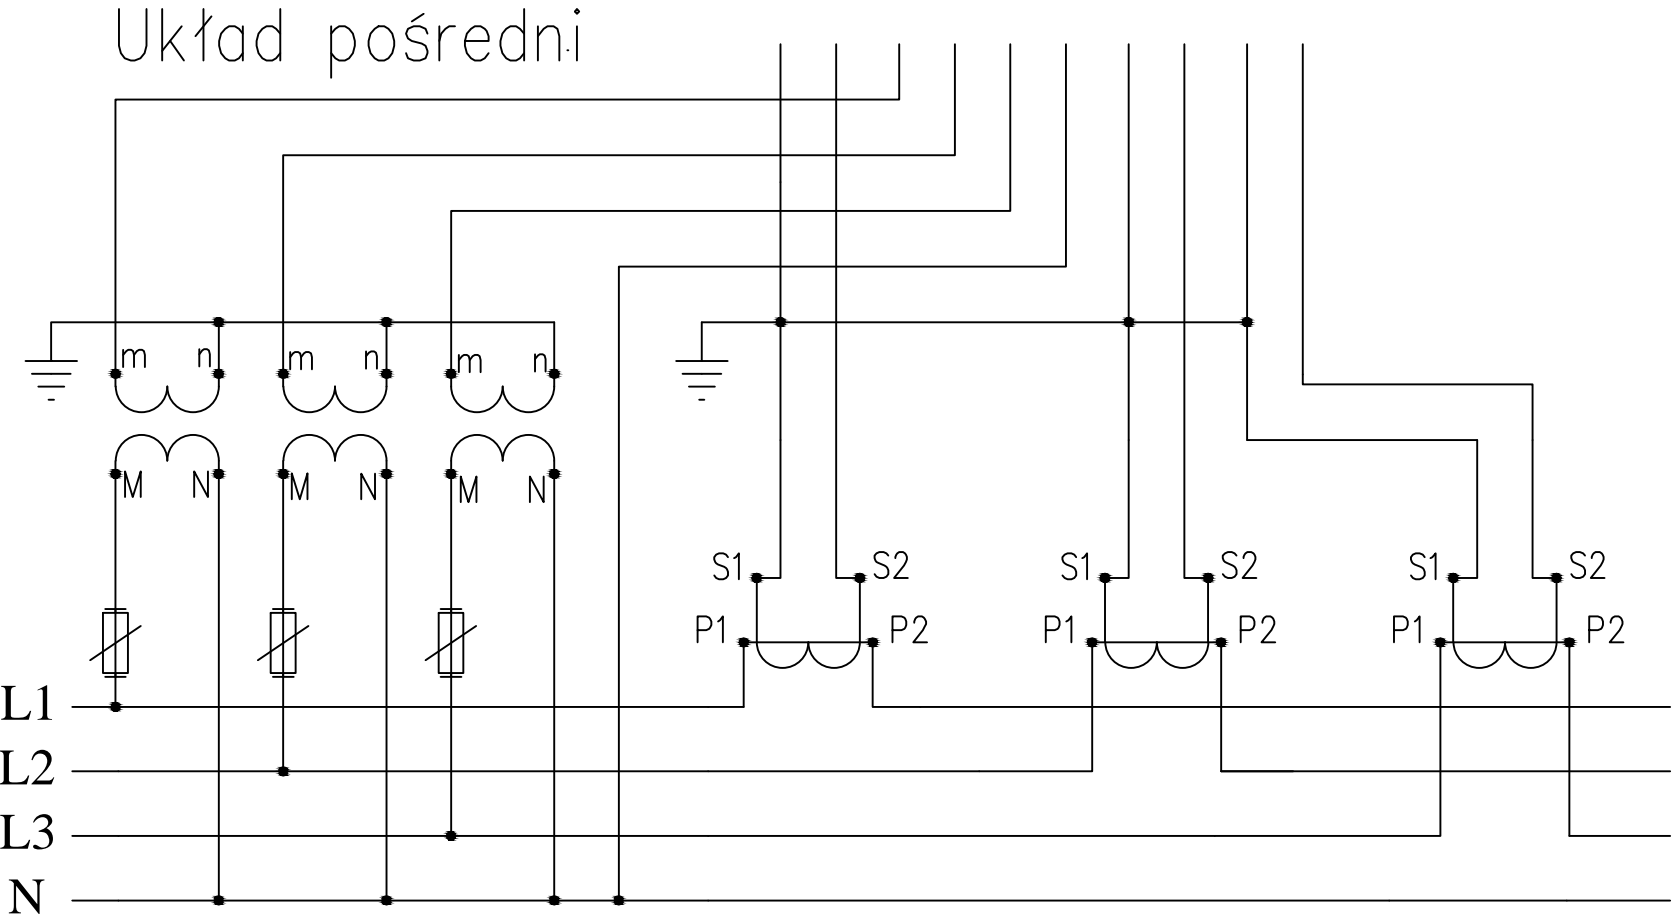 Układ pośredni
m n m n m n
M N M N M N
S1 S2 S1 S2 S1 S2
P1 P2 P1 P2 P1 P2
L1
L2
L3
N